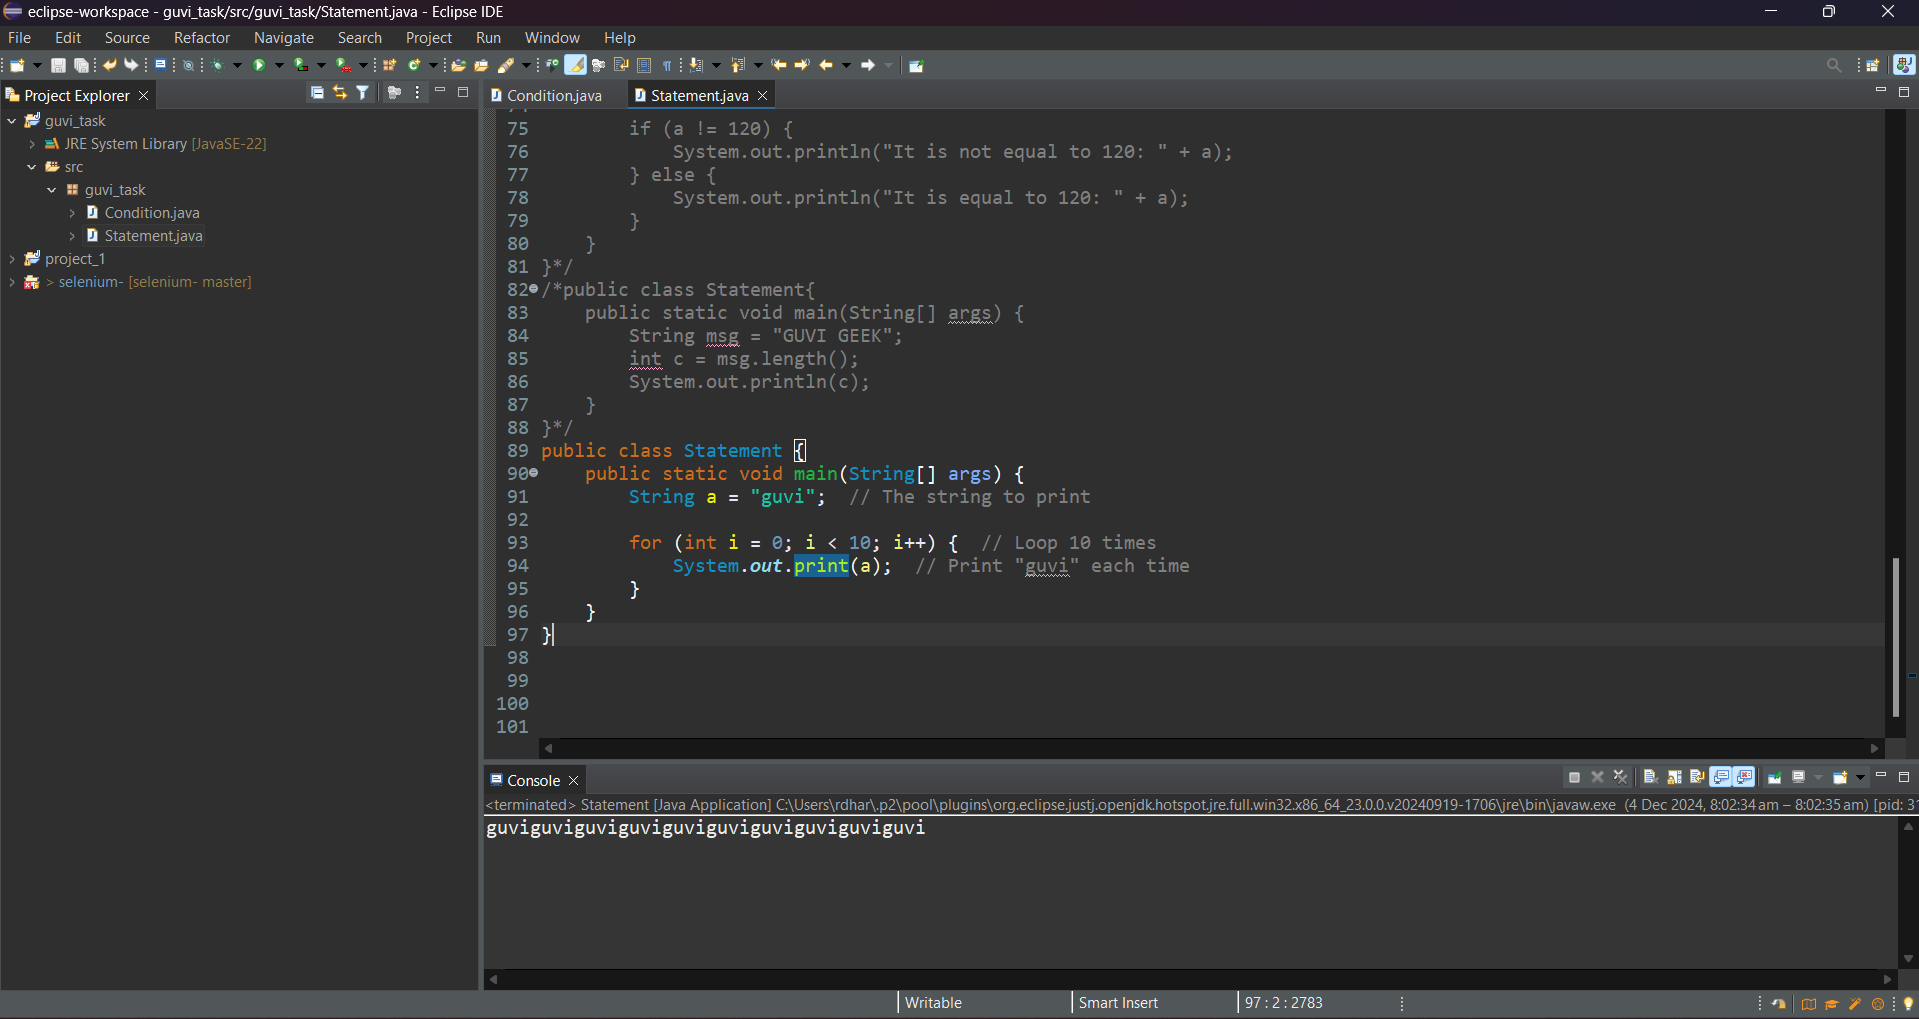 eclipse-workspace - guvi_task/src/guvi_task/Statement.java - Eclipse IDE
File Edit Source Refactor Navigate Search Project Run Window Help
Project Explorer
Condition.java Statement.java
guvi_task
JRE System Library [JavaSE-22]
src
guvi_task
Condition.java
Statement.java
project_1
> selenium- [selenium- master]
75 if (a != 120) {
76 System.out.println("It is not equal to 120: " + a);
77 } else {
78 System.out.println("It is equal to 120: " + a);
79 }
80 }
81 }*/
82 /*public class Statement{
83 public static void main(String[] args) {
84 String msg = "GUVI GEEK";
85 int c = msg.length();
86 System.out.println(c);
87 }
88 }*/
89 public class Statement {
90 public static void main(String[] args) {
91 String a = "guvi"; // The string to print
92
93 for (int i = 0; i < 10; i++) { // Loop 10 times
94 System.out.print(a); // Print "guvi" each time
95 }
96 }
97 }
98
99
100
101
Console
<terminated> Statement [Java Application] C:\Users\rdhar\.p2\pool\plugins\org.eclipse.justj.openjdk.hotspot.jre.full.win32.x86_64_23.0.0.v20240919-1706\jre\bin\javaw.exe (4 Dec 2024, 8:02:34 am – 8:02:35 am) [pid: 3
guviguviguviguviguviguviguviguviguviguvi
Writable Smart Insert 97 : 2 : 2783